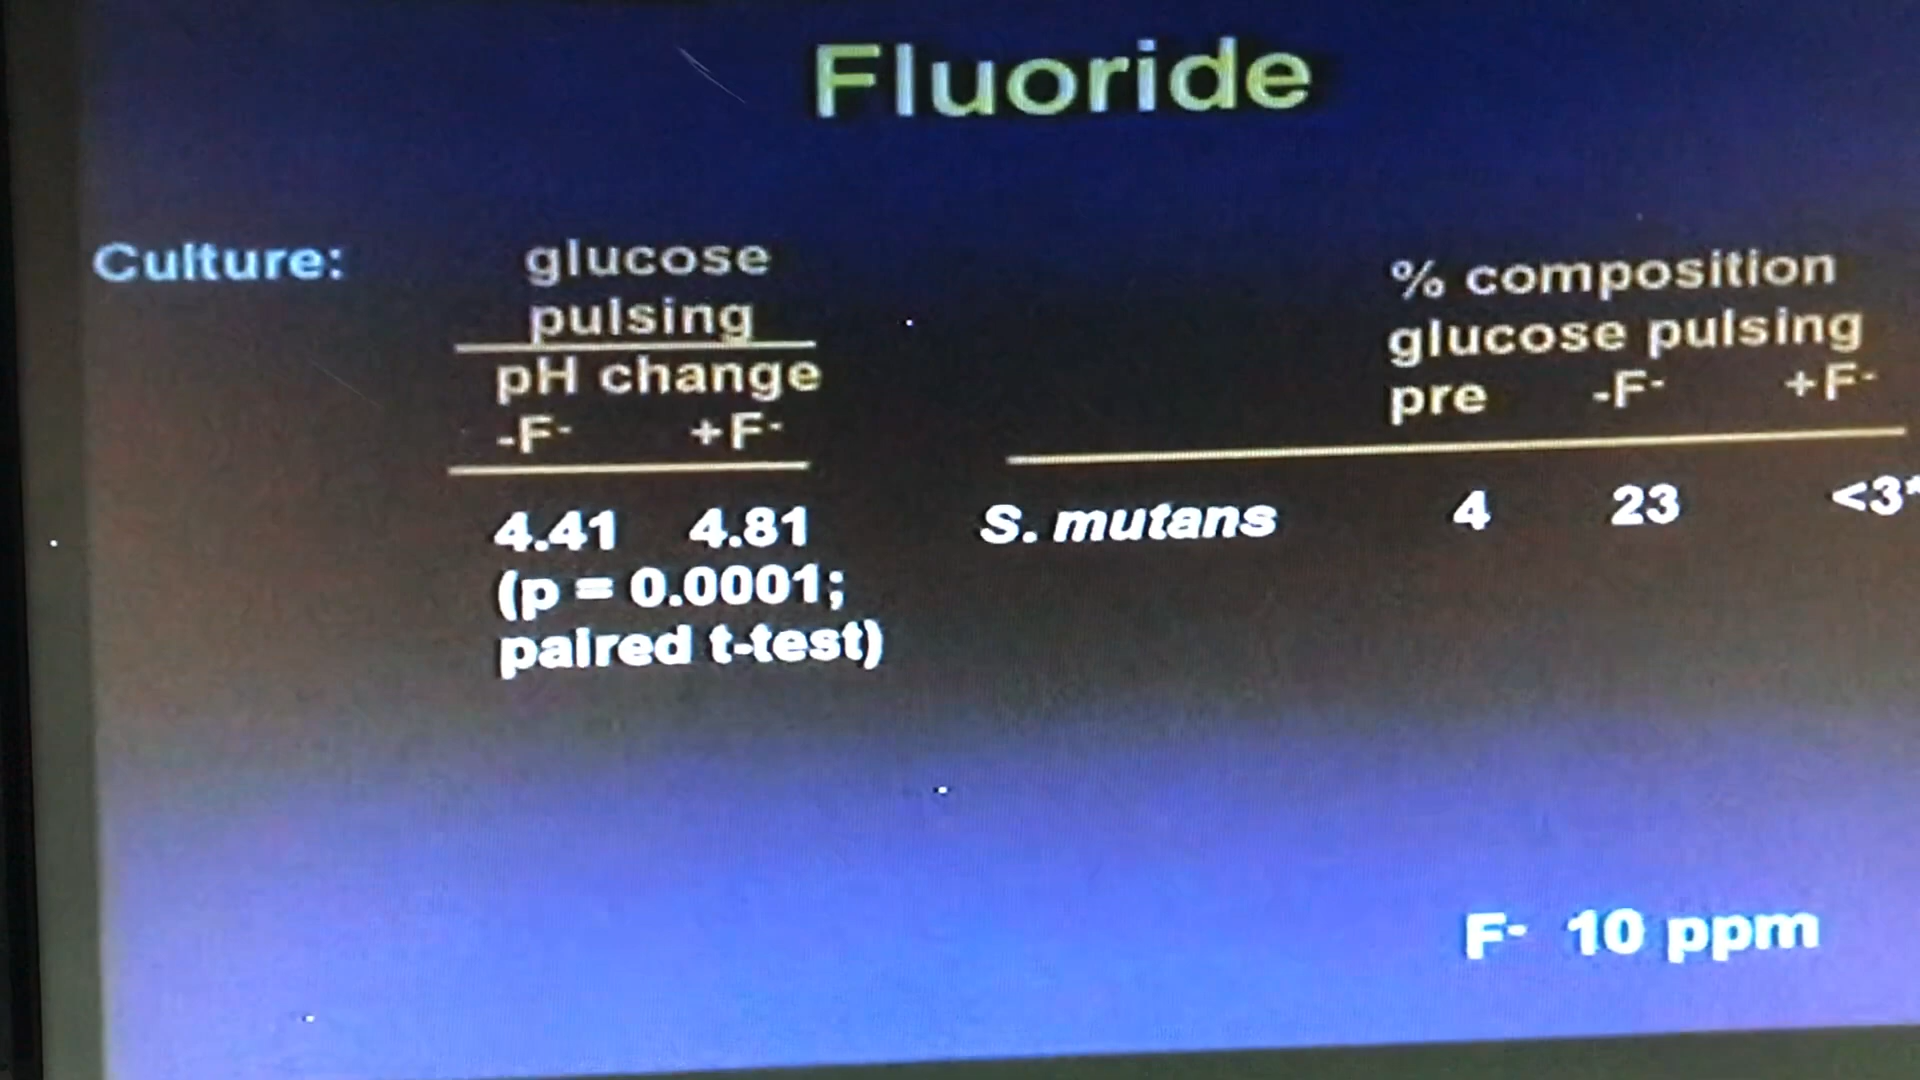 Fluoride
Culture:
glucose
pulsing
pH change
-F- +F-
4.41 4.81
(p = 0.0001;
paired t-test)
% composition
glucose pulsing
pre -F- +F-
S. mutans 4 23 <3*
F- 10 ppm